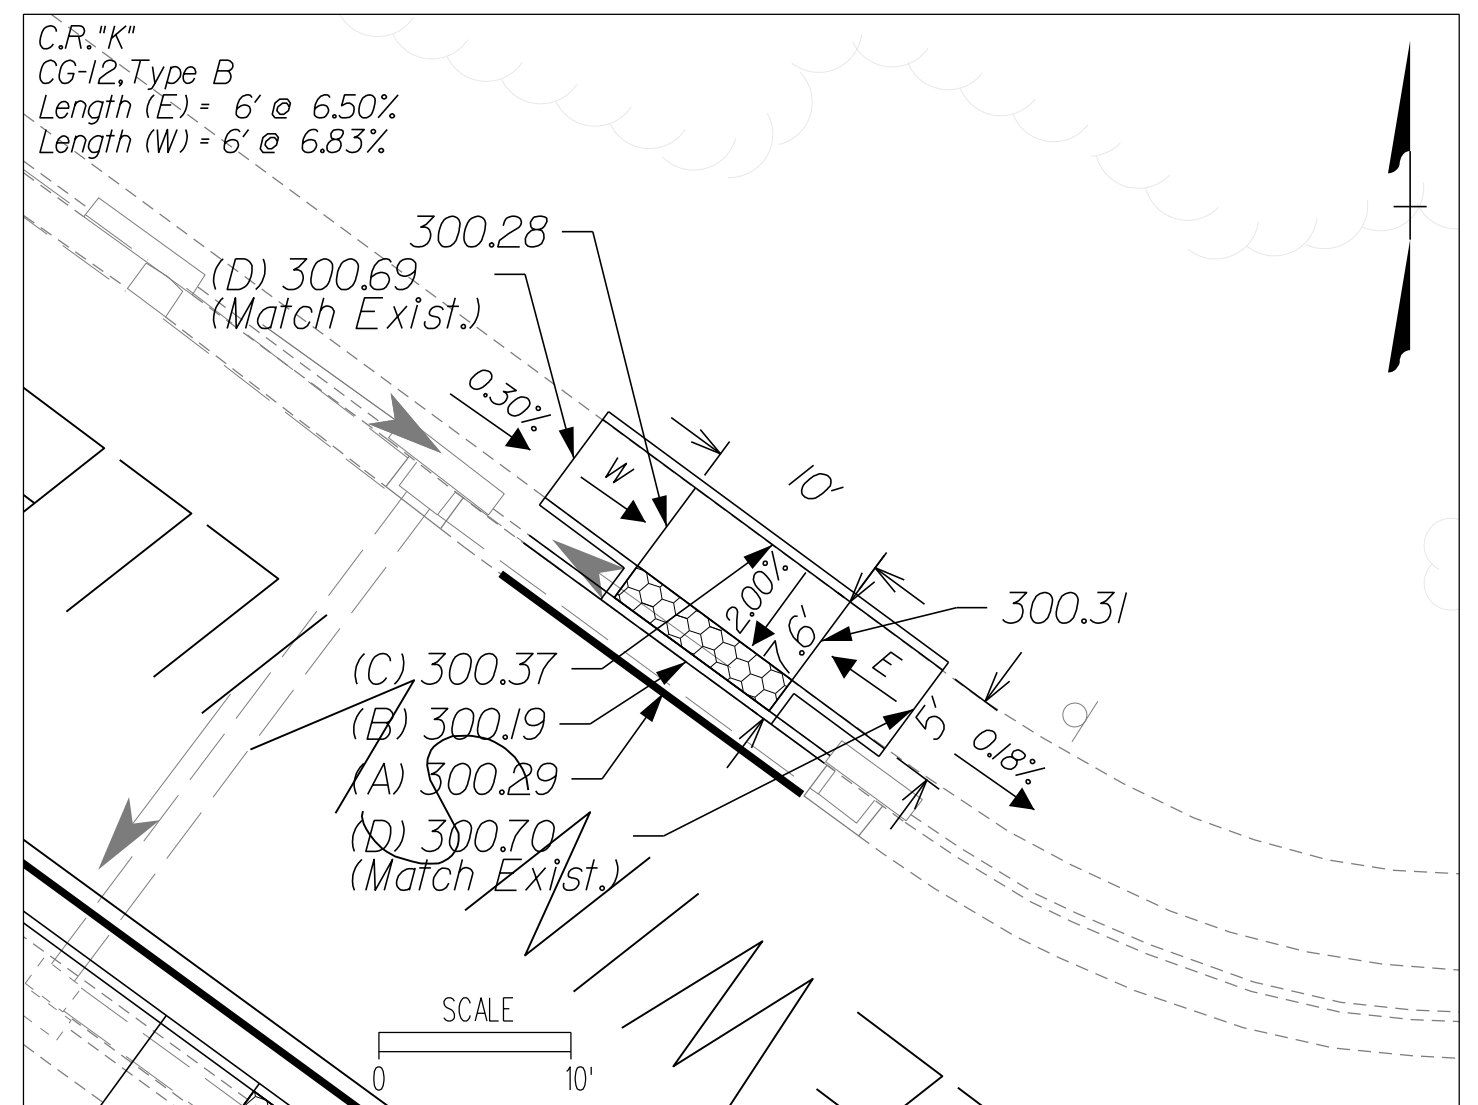 C.R."K"
CG-12,Type B
Length (E) = 6' @ 6.50%
Length (W) = 6' @ 6.83%
300.28
(D) 300.69
(Match Exist.)
0.30%
W
10'
2.00%
7.6'
300.31
E
(C) 300.37
5'
(B) 300.19
0.18%
(A) 300.29
(D) 300.70
(Match Exist.)
SCALE
0 10'